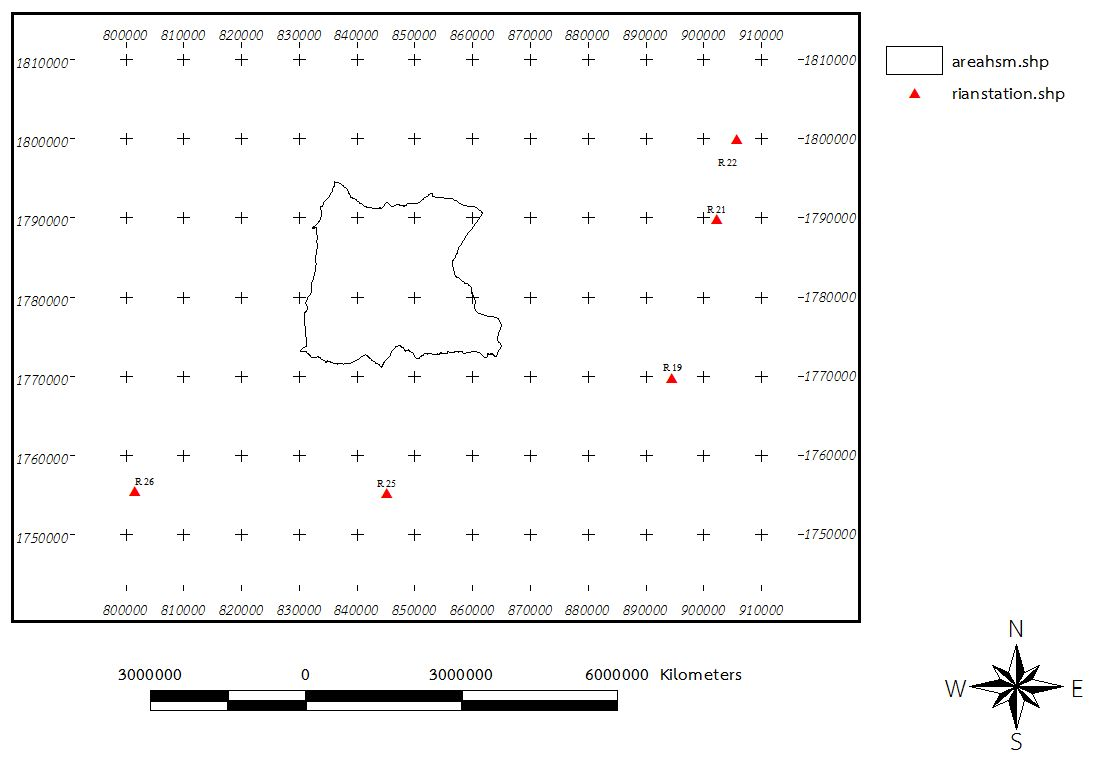 800000 810000 820000 830000 840000 850000 860000 870000 880000 890000 900000 910000
1810000 1810000
areahsm.shp
rianstation.shp
1800000 1800000
R 22
R 21
1790000 1790000
1780000 1780000
R 19
1770000 1770000
1760000 1760000
R 26
R 25
1750000 1750000
800000 810000 820000 830000 840000 850000 860000 870000 880000 890000 900000 910000
3000000 0 3000000 6000000 Kilometers
N
W E
S